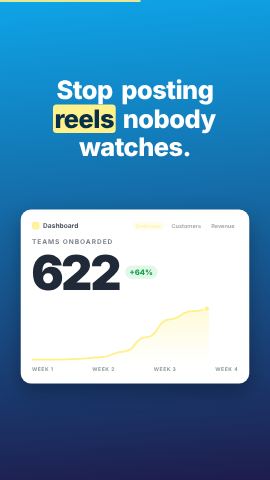 Stop posting
reels nobody
watches.
Dashboard
Overview Customers Revenue
TEAMS ONBOARDED
622 +64%
WEEK 1 WEEK 2 WEEK 3 WEEK 4